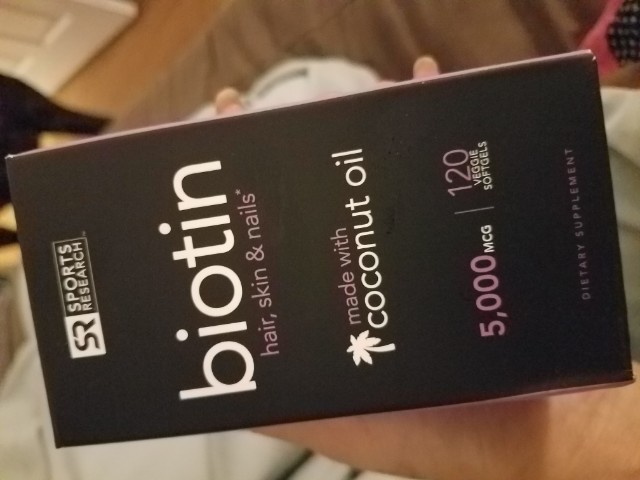 SR SPORTS
RESEARCH
biotin
hair, skin & nails*
made with
coconut oil
5,000 MCG | 120 VEGGIE
SOFTGELS
DIETARY SUPPLEMENT